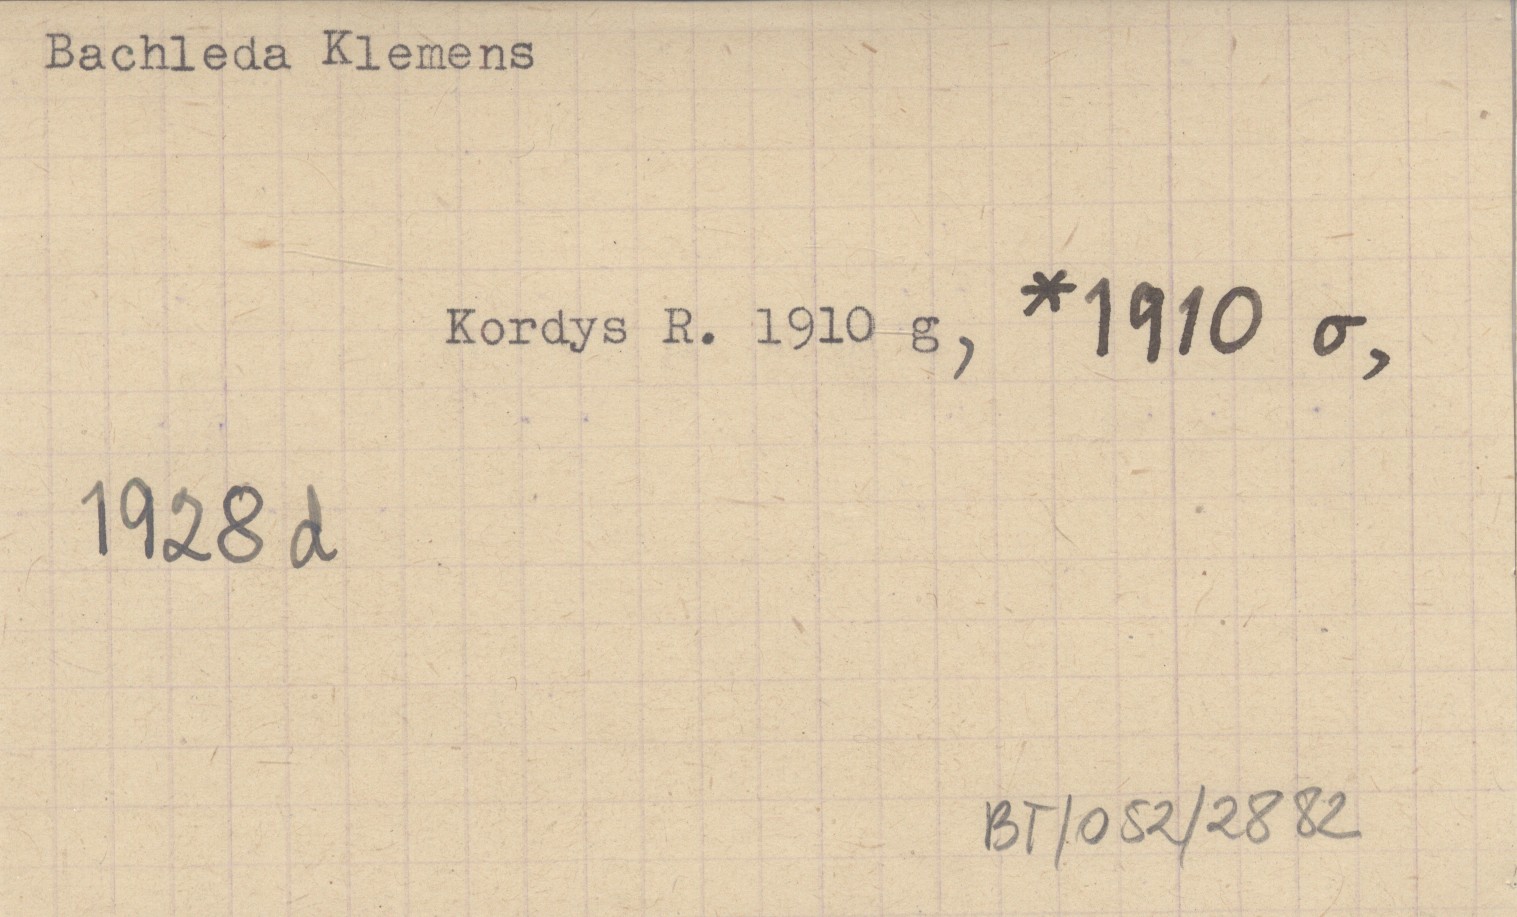 Bachleda Klemens
Kordys R. 1910 g, *1910 σ,
1928 d
BT/052/2882